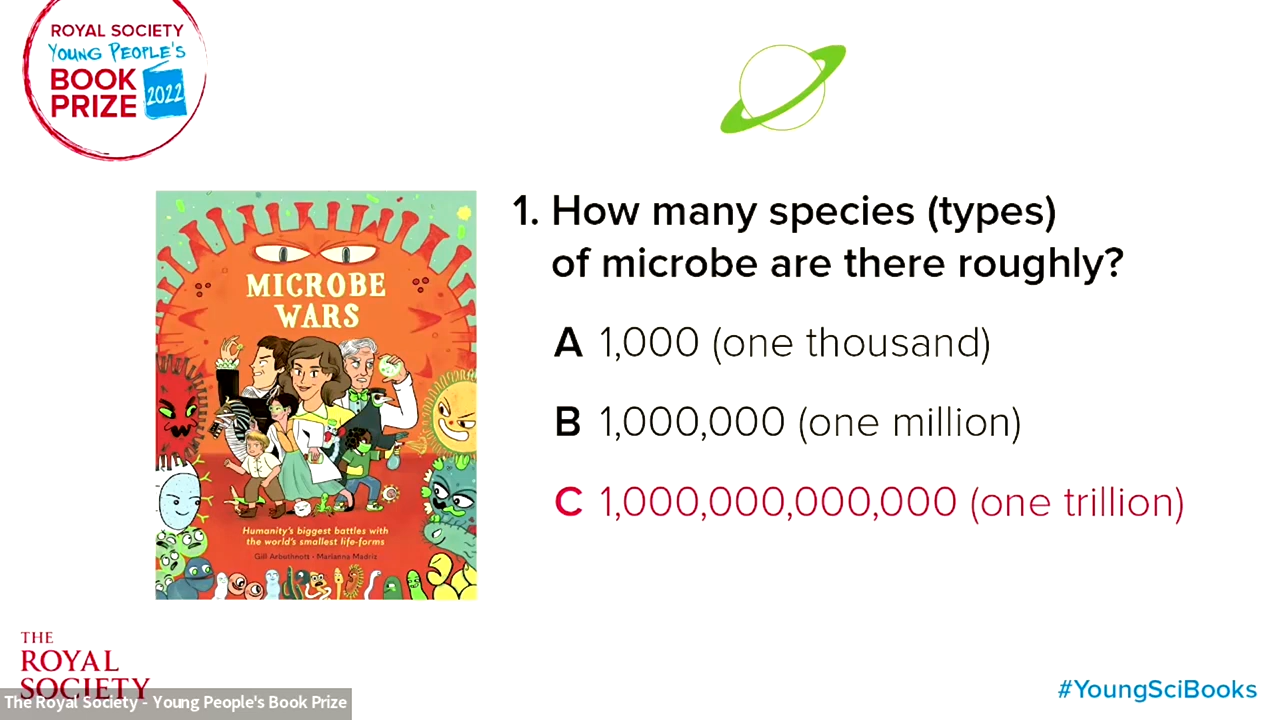 ROYAL SOCIETY
YOUNG PEOPLE'S
BOOK
PRIZE
2022
1. How many species (types)
of microbe are there roughly?
A 1,000 (one thousand)
B 1,000,000 (one million)
C 1,000,000,000,000 (one trillion)
MICROBE
WARS
Humanity's biggest battles with
the world's smallest life-forms
Gill Arbuthnott · Marianna Madriz
THE
ROYAL
SOCIETY
The Royal Society - Young People's Book Prize
#YoungSciBooks